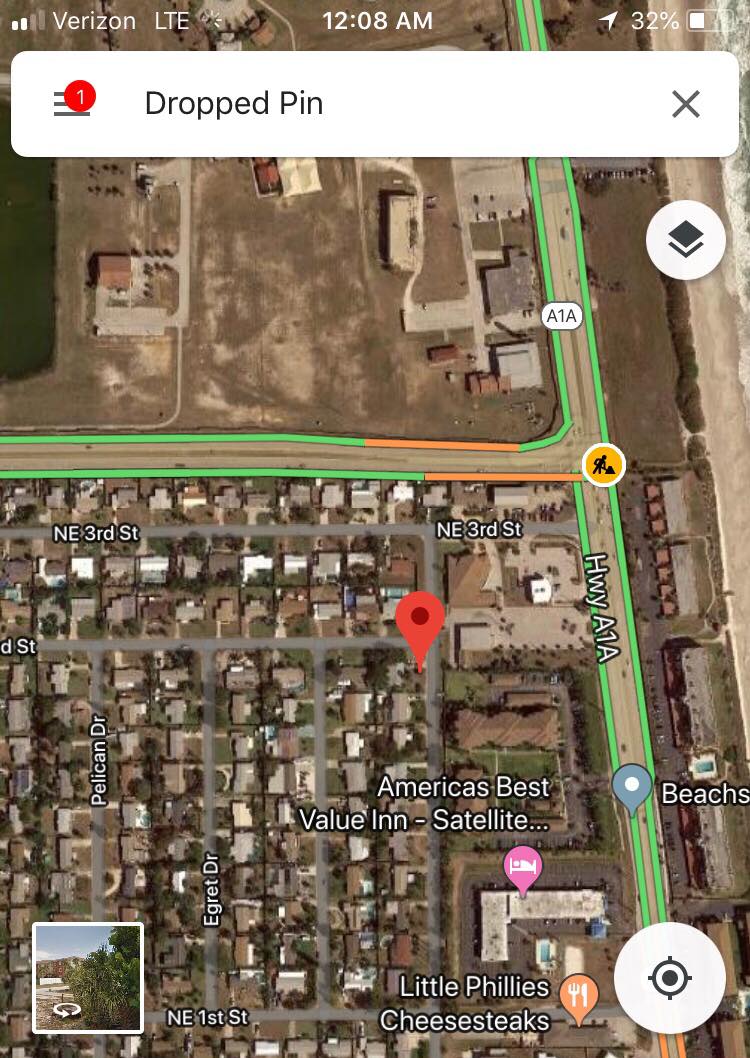 Verizon LTE 12:08 AM 32%
1
Dropped Pin
A1A
NE 3rd St
NE 3rd St
Hwy A1A
d St
Pelican Dr
Americas Best
Value Inn - Satellite...
Beachs
Egret Dr
Little Phillies
Cheesesteaks
NE 1st St